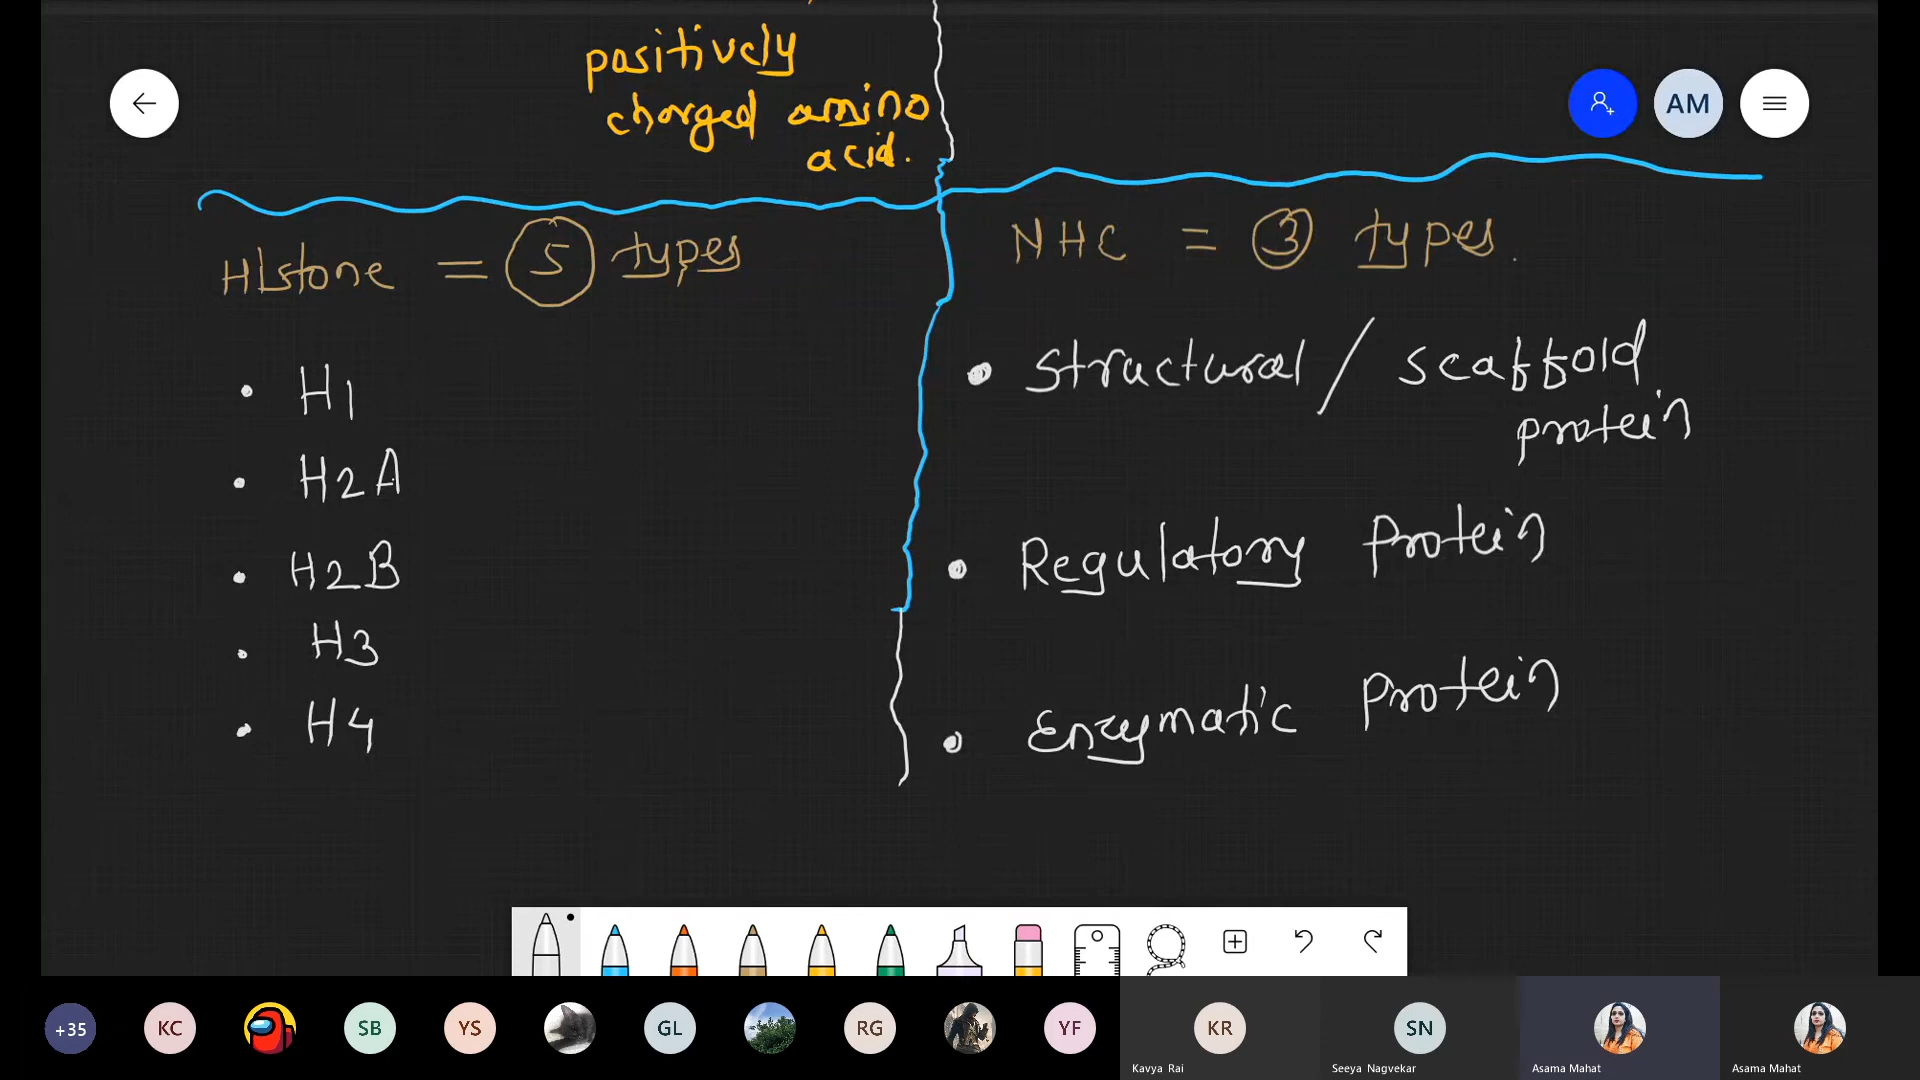 positively
charged amino
acid.
AM
HIstone = 5 types
• H1
• H2A
• H2B
• H3
• H4
NHC = 3 types.
• Structural / scaffold
protein
• Regulatory Protein
• Enzymatic Protein
+35
KC
SB
YS
GL
RG
YF
KR
Kavya Rai
SN
Seeya Nagvekar
Asama Mahat
Asama Mahat